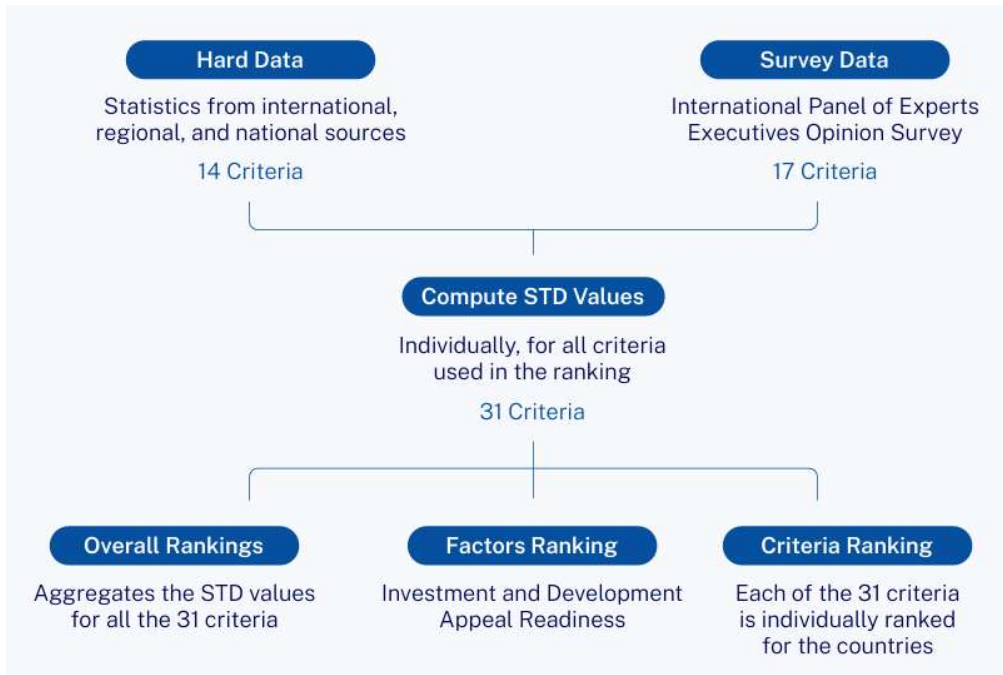 Hard Data
Statistics from international,
regional, and national sources
14 Criteria
Survey Data
International Panel of Experts
Executives Opinion Survey
17 Criteria
Compute STD Values
Individually, for all criteria
used in the ranking
31 Criteria
Overall Rankings
Aggregates the STD values
for all the 31 criteria
Factors Ranking
Investment and Development
Appeal Readiness
Criteria Ranking
Each of the 31 criteria
is individually ranked
for the countries